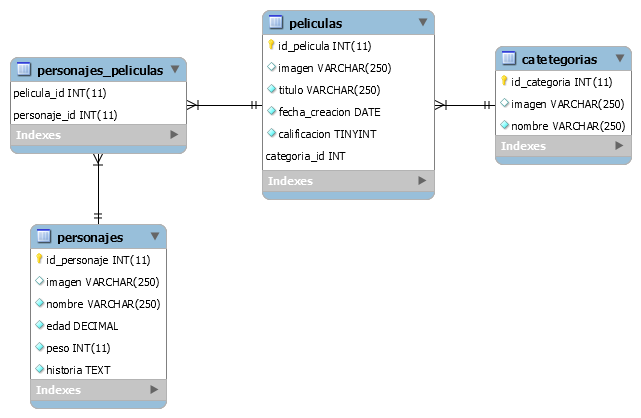 personajes_peliculas
pelicula_id INT(11)
personaje_id INT(11)
Indexes
peliculas
id_pelicula INT(11)
imagen VARCHAR(250)
titulo VARCHAR(250)
fecha_creacion DATE
calificacion TINYINT
categoria_id INT
Indexes
catetegorias
id_categoria INT(11)
imagen VARCHAR(250)
nombre VARCHAR(250)
Indexes
personajes
id_personaje INT(11)
imagen VARCHAR(250)
nombre VARCHAR(250)
edad DECIMAL
peso INT(11)
historia TEXT
Indexes